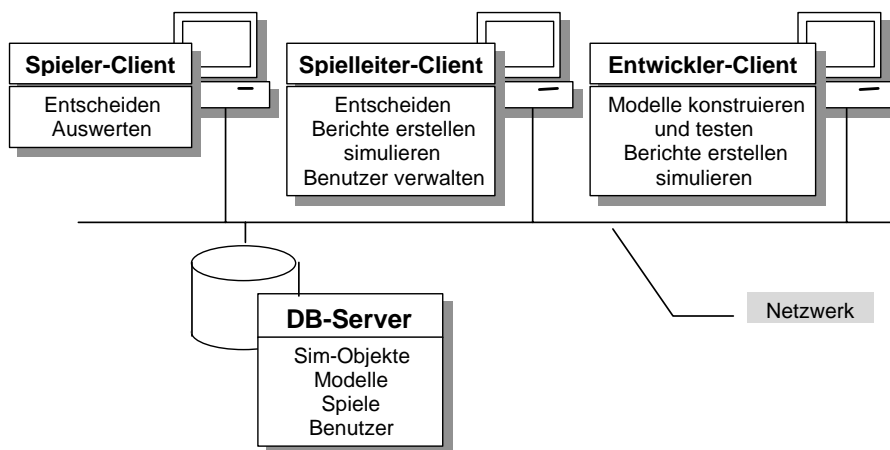 Spieler-Client
Entscheiden
Auswerten
Spielleiter-Client
Entscheiden
Berichte erstellen
simulieren
Benutzer verwalten
Entwickler-Client
Modelle konstruieren
und testen
Berichte erstellen
simulieren
DB-Server
Sim-Objekte
Modelle
Spiele
Benutzer
Netzwerk